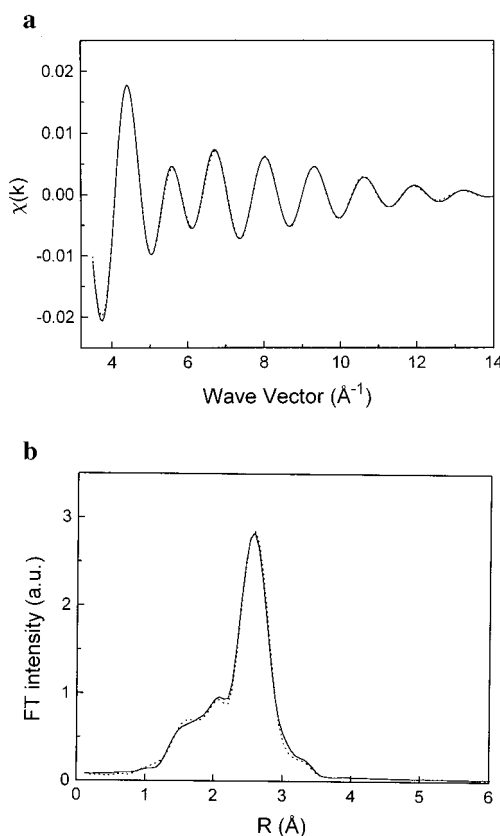 a
0.02
0.01
0.00
-0.01
-0.02
χ(k)
4 6 8 10 12 14
Wave Vector (Å⁻¹)
b
3
2
1
0
FT intensity (a.u.)
0 1 2 3 4 5 6
R (Å)